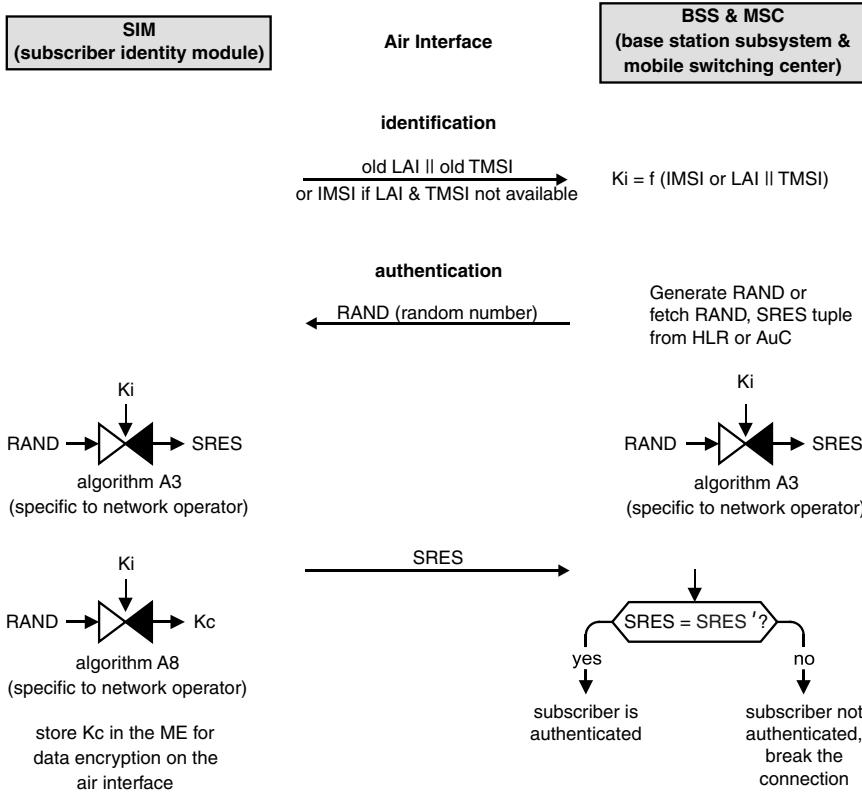 SIM
(subscriber identity module)
Air Interface
BSS & MSC
(base station subsystem &
mobile switching center)
identification
old LAI || old TMSI
or IMSI if LAI & TMSI not available
Ki = f (IMSI or LAI || TMSI)
authentication
RAND (random number)
Generate RAND or
fetch RAND, SRES tuple
from HLR or AuC
Ki
RAND
SRES
algorithm A3
(specific to network operator)
Ki
RAND
SRES
algorithm A3
(specific to network operator)
SRES
Ki
RAND
Kc
algorithm A8
(specific to network operator)
store Kc in the ME for
data encryption on the
air interface
SRES = SRES ′?
yes
no
subscriber is
authenticated
subscriber not
authenticated,
break the
connection